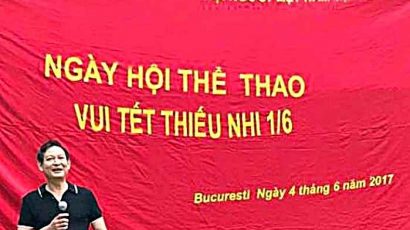 NGÀY HỘI THỂ THAO
VUI TẾT THIẾU NHI 1/6
Bucuresti Ngày 4 tháng 6 năm 2017